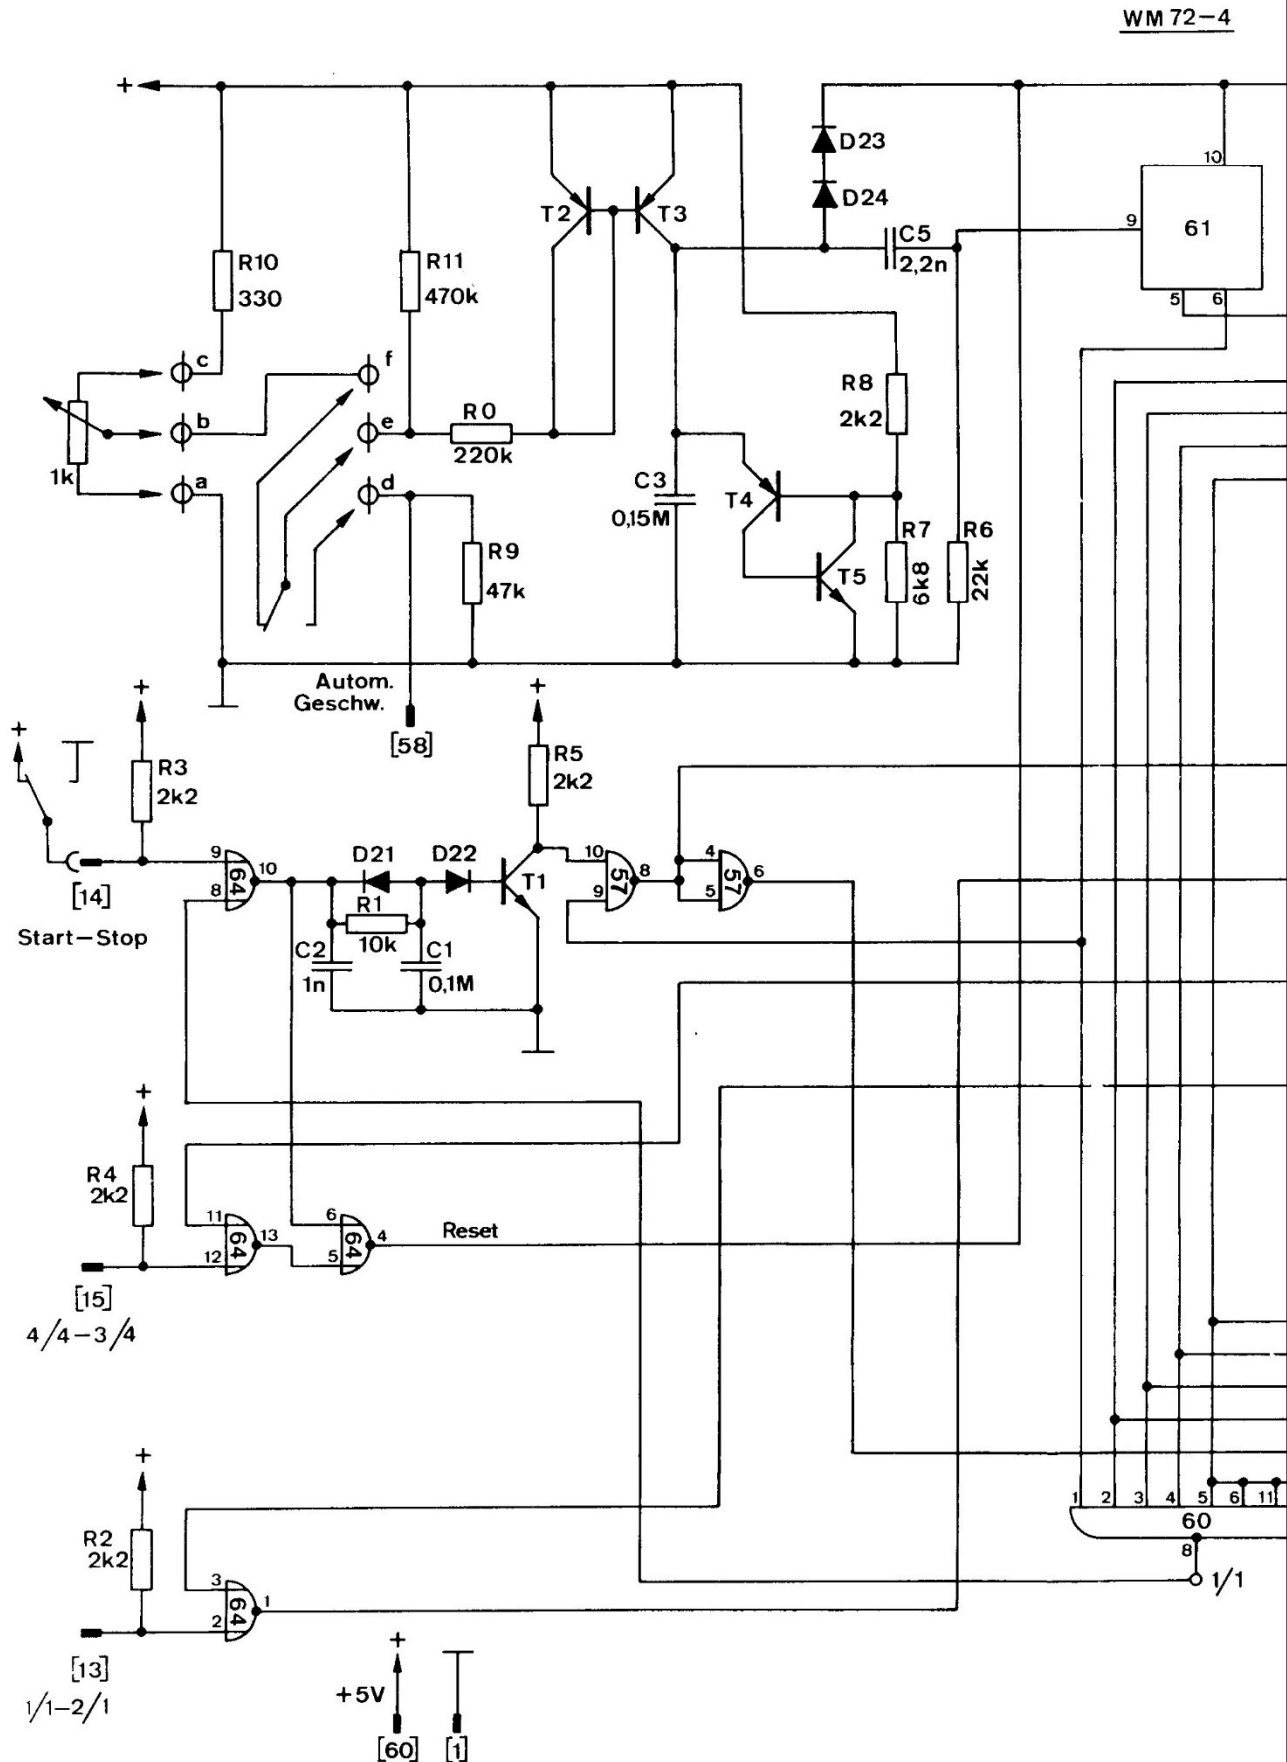 WM 72-4
+
D23
D24
10
T2
T3
C5
9
61
2,2n
R10
R11
330
470k
5
6
c
f
R8
2k2
b
e
R0
220k
1k
a
d
C3
0,15M
T4
R7
R6
R9
47k
T5
6k8
22k
Autom.
Geschw.
[58]
+
+
+
R3
2k2
R5
2k2
9
64
10
8
D21
D22
T1
10
57
8
9
4
57
6
5
[14]
Start-Stop
R1
10k
C2
1n
C1
0,1M
+
R4
2k2
11
64
13
12
6
64
4
5
Reset
[15]
4/4-3/4
+
1
2
3
4
5
6
11
60
8
1/1
R2
2k2
3
64
1
2
[13]
1/1-2/1
+
+5V
[60]
[1]